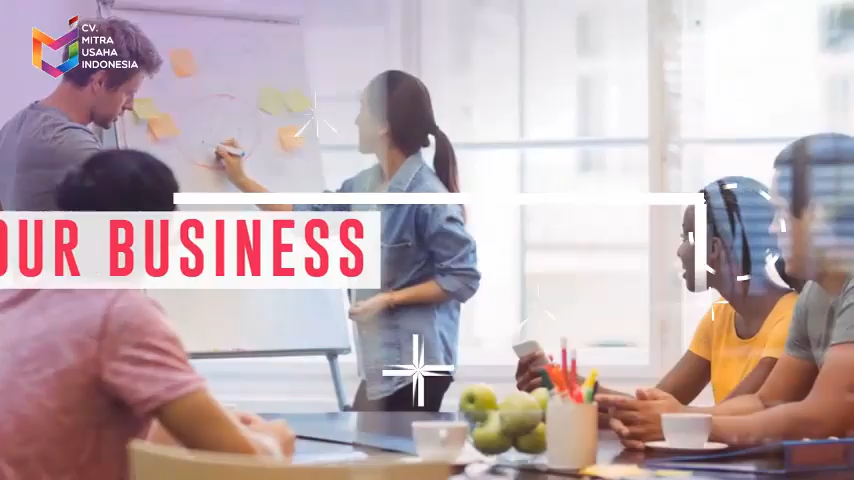 CV.
MITRA
USAHA
INDONESIA
OUR BUSINESS